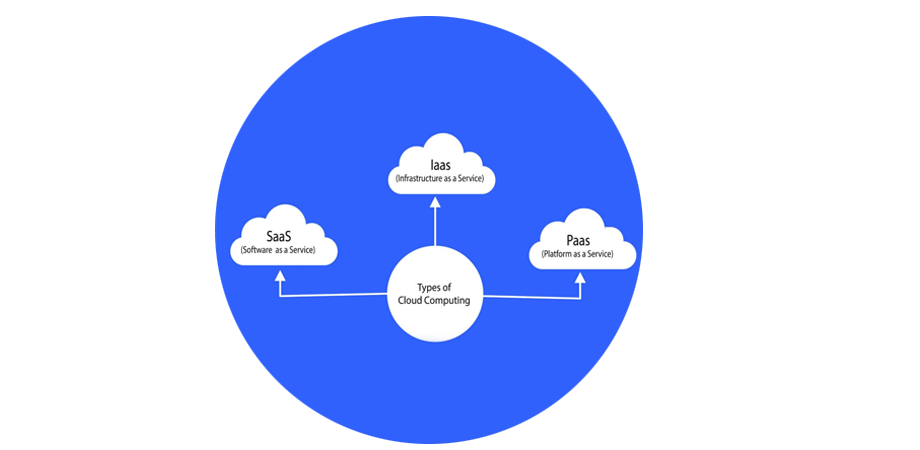 Iaas
(Infrastructure as a Service)
SaaS
(Software as a Service)
Paas
(Platform as a Service)
Types of
Cloud Computing